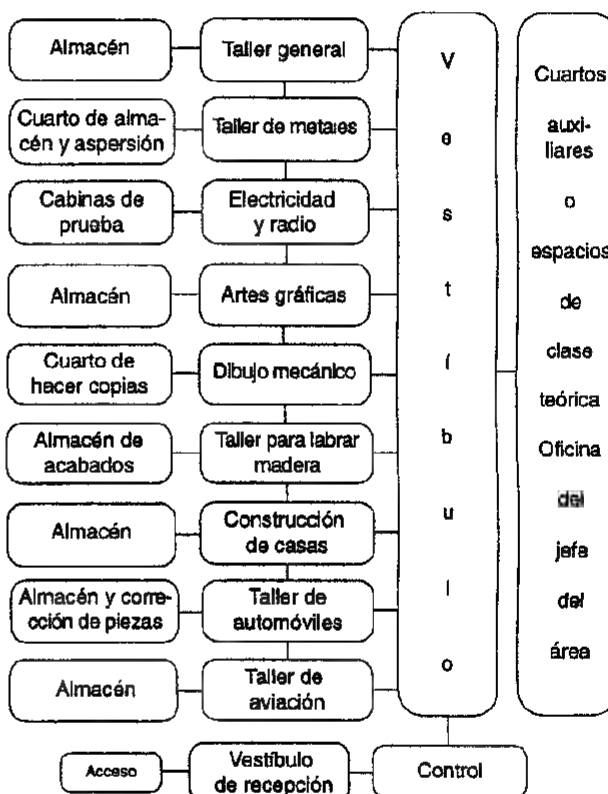 Almacén
Taller general
Cuarto de alma-
cén y aspersión
Taller de metales
Cabinas de
prueba
Electricidad
y radio
Almacén
Artes gráficas
Cuarto de
hacer copias
Dibujo mecánico
Almacén de
acabados
Taller para labrar
madera
Almacén
Construcción
de casas
Almacén y corre-
cción de piezas
Taller de
automóviles
Almacén
Taller de
aviación
V
e
s
t
í
b
u
l
o
Cuartos
auxi-
liares
o
espacios
de
clase
teórica
Oficina
del
jefa
del
área
Acceso
Vestíbulo
de recepción
Control